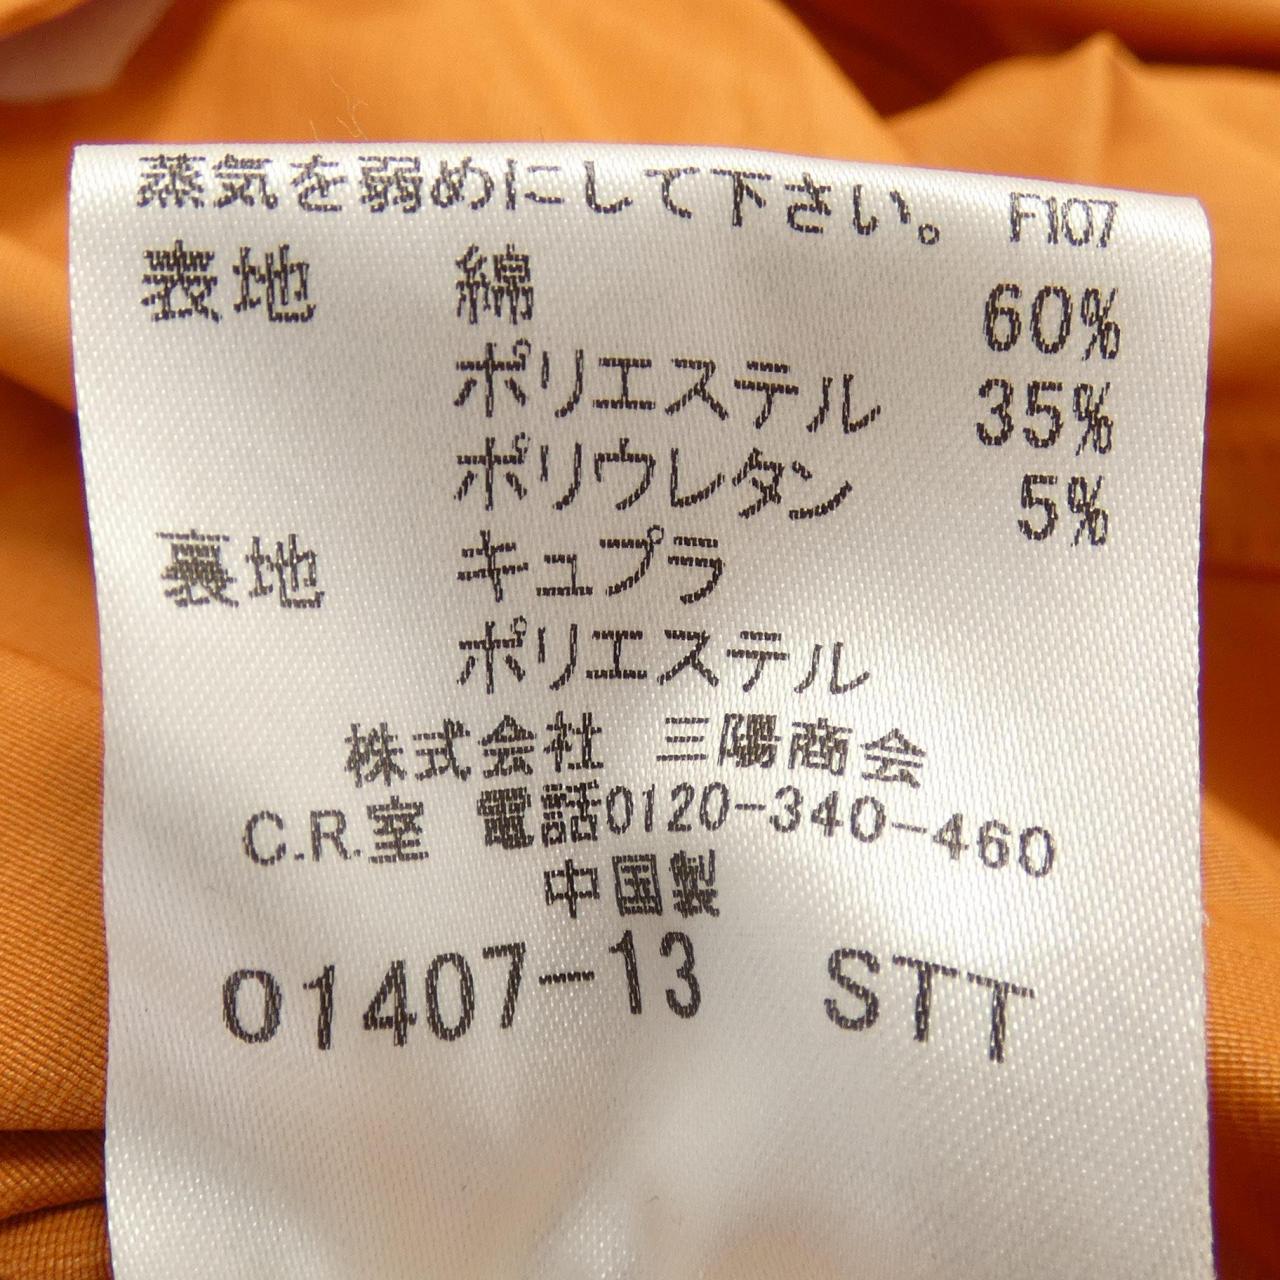 蒸気を弱めにして下さい。 F107
表地 綿 60%
ポリエステル 35%
ポリウレタン 5%
裏地 キュプラ
ポリエステル
株式会社 三陽商会
C.R.室 電話0120-340-460
中国製
01407-13 STT